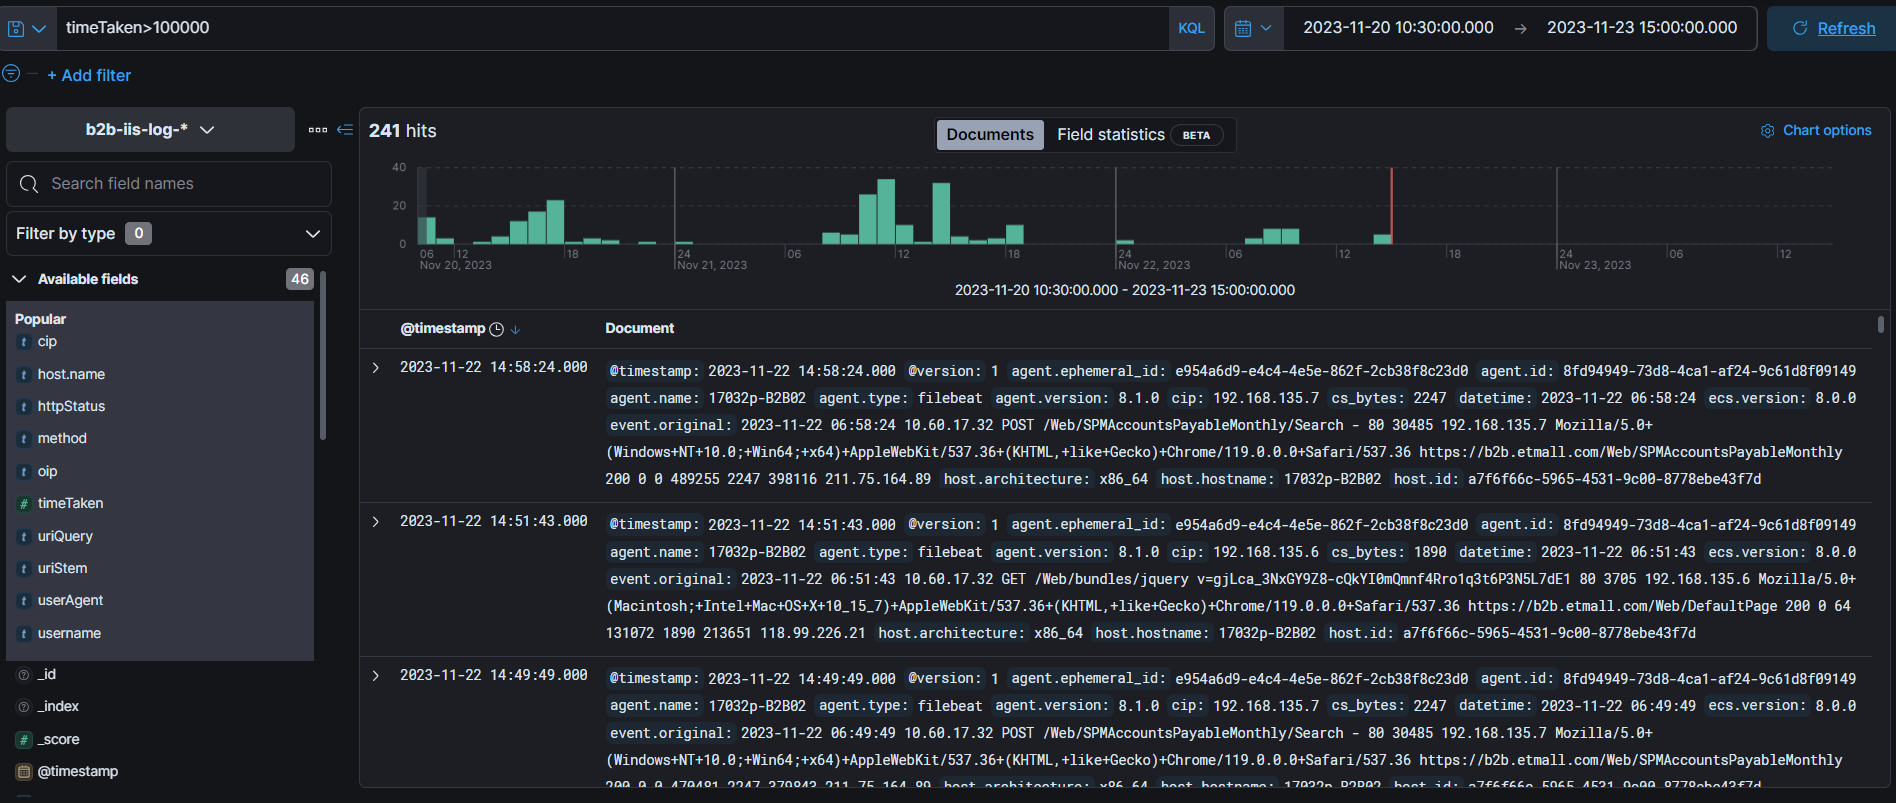 timeTaken>100000
KQL
2023-11-20 10:30:00.000 → 2023-11-23 15:00:00.000
Refresh
+ Add filter
b2b-iis-log-*
Search field names
Filter by type 0
Available fields 46
Popular
cip
host.name
httpStatus
method
oip
timeTaken
uriQuery
uriStem
userAgent
username
_id
_index
_score
@timestamp
241 hits
Documents
Field statistics BETA
Chart options
40
20
0
06 12 18 24 06 12 18 24 06 12 18 24 06 12
Nov 20, 2023 Nov 21, 2023 Nov 22, 2023 Nov 23, 2023
2023-11-20 10:30:00.000 - 2023-11-23 15:00:00.000
@timestamp ↓ Document
2023-11-22 14:58:24.000
@timestamp: 2023-11-22 14:58:24.000 @version: 1 agent.ephemeral_id: e954a6d9-e4c4-4e5e-862f-2cb38f8c23d0 agent.id: 8fd94949-73d8-4ca1-af24-9c61d8f09149
agent.name: 17032p-B2B02 agent.type: filebeat agent.version: 8.1.0 cip: 192.168.135.7 cs_bytes: 2247 datetime: 2023-11-22 06:58:24 ecs.version: 8.0.0
event.original: 2023-11-22 06:58:24 10.60.17.32 POST /Web/SPMAccountsPayableMonthly/Search - 80 30485 192.168.135.7 Mozilla/5.0+
(Windows+NT+10.0;+Win64;+x64)+AppleWebKit/537.36+(KHTML,+like+Gecko)+Chrome/119.0.0.0+Safari/537.36 https://b2b.etmall.com/Web/SPMAccountsPayableMonthly
200 0 0 489255 2247 398116 211.75.164.89 host.architecture: x86_64 host.hostname: 17032p-B2B02 host.id: a7f6f66c-5965-4531-9c00-8778ebe43f7d
2023-11-22 14:51:43.000
@timestamp: 2023-11-22 14:51:43.000 @version: 1 agent.ephemeral_id: e954a6d9-e4c4-4e5e-862f-2cb38f8c23d0 agent.id: 8fd94949-73d8-4ca1-af24-9c61d8f09149
agent.name: 17032p-B2B02 agent.type: filebeat agent.version: 8.1.0 cip: 192.168.135.6 cs_bytes: 1890 datetime: 2023-11-22 06:51:43 ecs.version: 8.0.0
event.original: 2023-11-22 06:51:43 10.60.17.32 GET /Web/bundles/jquery v=gjLca_3NxGY9Z8-cQkYI0mQmnf4Rro1q3t6P3N5L7dE1 80 3705 192.168.135.6 Mozilla/5.0+
(Macintosh;+Intel+Mac+OS+X+10_15_7)+AppleWebKit/537.36+(KHTML,+like+Gecko)+Chrome/119.0.0.0+Safari/537.36 https://b2b.etmall.com/Web/DefaultPage 200 0 64
131072 1890 213651 118.99.226.21 host.architecture: x86_64 host.hostname: 17032p-B2B02 host.id: a7f6f66c-5965-4531-9c00-8778ebe43f7d
2023-11-22 14:49:49.000
@timestamp: 2023-11-22 14:49:49.000 @version: 1 agent.ephemeral_id: e954a6d9-e4c4-4e5e-862f-2cb38f8c23d0 agent.id: 8fd94949-73d8-4ca1-af24-9c61d8f09149
agent.name: 17032p-B2B02 agent.type: filebeat agent.version: 8.1.0 cip: 192.168.135.7 cs_bytes: 2247 datetime: 2023-11-22 06:49:49 ecs.version: 8.0.0
event.original: 2023-11-22 06:49:49 10.60.17.32 POST /Web/SPMAccountsPayableMonthly/Search - 80 30485 192.168.135.7 Mozilla/5.0+
(Windows+NT+10.0;+Win64;+x64)+AppleWebKit/537.36+(KHTML,+like+Gecko)+Chrome/119.0.0.0+Safari/537.36 https://b2b.etmall.com/Web/SPMAccountsPayableMonthly
200 0 0 470481 2247 379843 211.75.164.89 host.architecture: x86_64 host.hostname: 17032p-B2B02 host.id: a7f6f66c-5965-4531-9c00-8778ebe43f7d